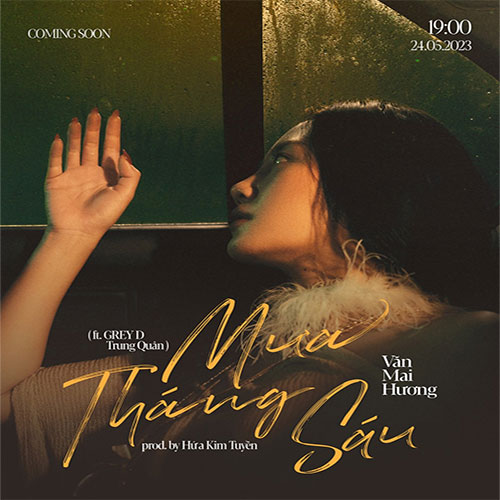 COMING SOON
19:00
24.05.2023
( ft. GREY D
Trung Quân )
Mưa
Tháng Sáu
Văn
Mai
Hương
prod. by Hứa Kim Tuyền